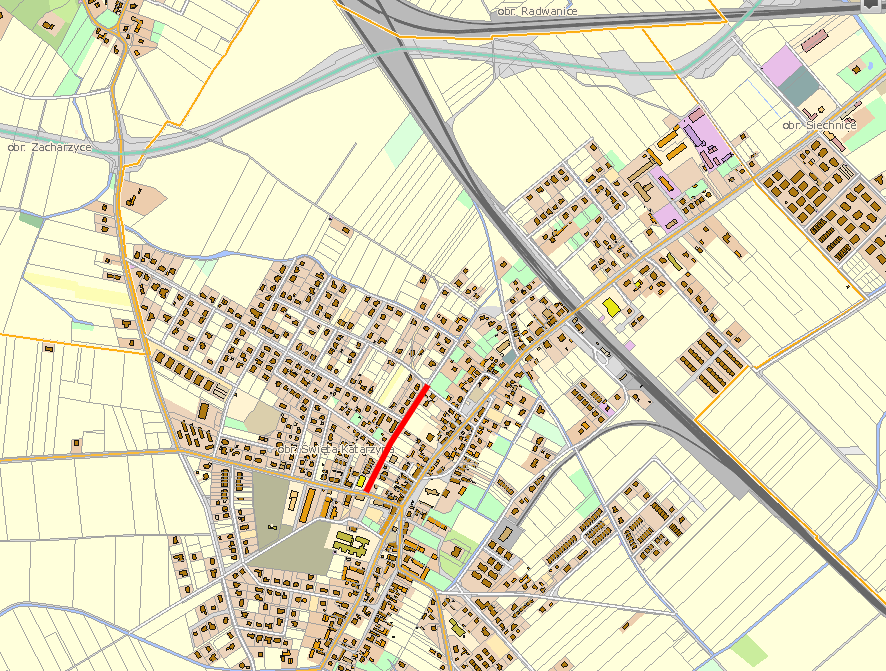 obr. Radwanice
obr. Siechnice
obr. Zacharzyce
obr. Święta Katarzyna